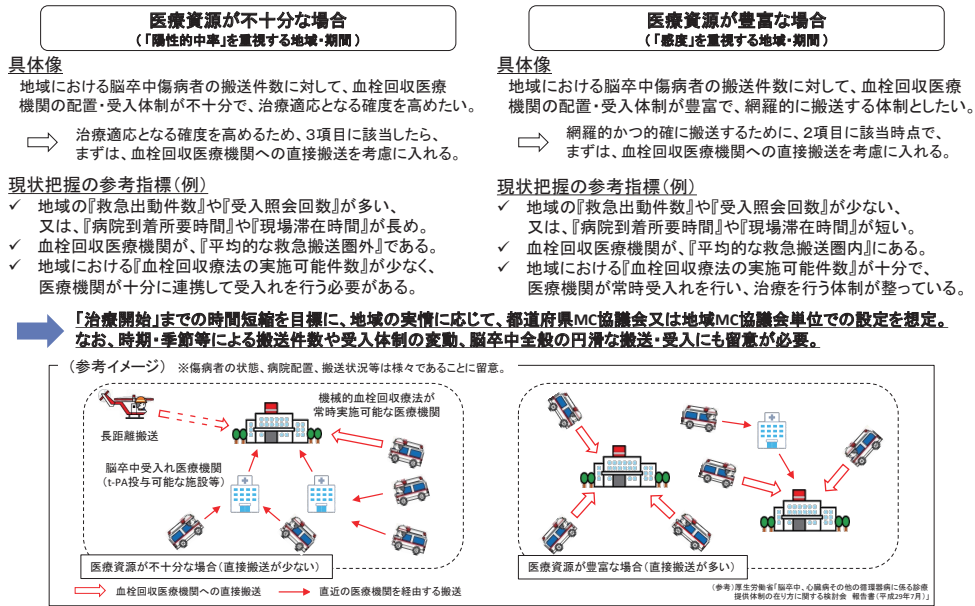 医療資源が不十分な場合
(「陽性的中率」を重視する地域・期間)
具体像
地域における脳卒中傷病者の搬送件数に対して、血栓回収医療
機関の配置・受入体制が不十分で、治療適応となる確度を高めたい。
治療適応となる確度を高めるため、3項目に該当したら、
まずは、血栓回収医療機関への直接搬送を考慮に入れる。
現状把握の参考指標(例)
✓ 地域の『救急出動件数』や『受入照会回数』が多い、
又は、『病院到着所要時間』や『現場滞在時間』が長め。
✓ 血栓回収医療機関が、『平均的な救急搬送圏外』である。
✓ 地域における『血栓回収療法の実施可能件数』が少なく、
医療機関が十分に連携して受入れを行う必要がある。
医療資源が豊富な場合
(「感度」を重視する地域・期間)
具体像
地域における脳卒中傷病者の搬送件数に対して、血栓回収医療
機関の配置・受入体制が豊富で、網羅的に搬送する体制としたい。
網羅的かつ的確に搬送するために、2項目に該当時点で、
まずは、血栓回収医療機関への直接搬送を考慮に入れる。
現状把握の参考指標(例)
✓ 地域の『救急出動件数』や『受入照会回数』が少ない、
又は、『病院到着所要時間』や『現場滞在時間』が短い。
✓ 血栓回収医療機関が、『平均的な救急搬送圏内』にある。
✓ 地域における『血栓回収療法の実施可能件数』が十分で、
医療機関が常時受入れを行い、治療を行う体制が整っている。
「治療開始」までの時間短縮を目標に、地域の実情に応じて、都道府県MC協議会又は地域MC協議会単位での設定を想定。
なお、時期・季節等による搬送件数や受入体制の変動、脳卒中全般の円滑な搬送・受入にも留意が必要。
(参考イメージ) ※傷病者の状態、病院配置、搬送状況等は様々であることに留意。
機械的血栓回収療法が
常時実施可能な医療機関
長距離搬送
脳卒中受入れ医療機関
(t-PA投与可能な施設等)
医療資源が不十分な場合(直接搬送が少ない)
医療資源が豊富な場合(直接搬送が多い)
血栓回収医療機関への直接搬送
直近の医療機関を経由する搬送
(参考)厚生労働省「脳卒中、心臓病その他の循環器病に係る診療
提供体制の在り方に関する検討会 報告書(平成29年7月)」